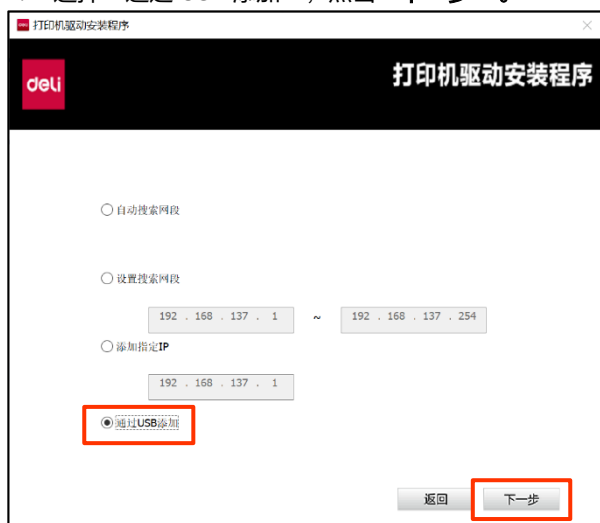 打印机驱动安装程序
deli
打印机驱动安装程序
自动搜索网段
设置搜索网段
192 . 168 . 137 . 1 ~ 192 . 168 . 137 . 254
添加指定IP
192 . 168 . 137 . 1
通过USB添加
返回 下一步